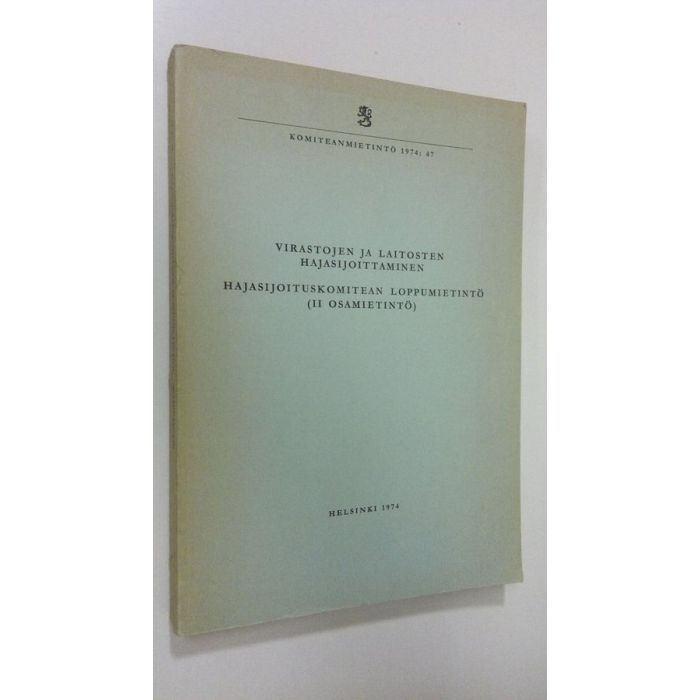 KOMITEANMIETINTÖ 1974: 47
VIRASTOJEN JA LAITOSTEN
HAJASIJOITTAMINEN
HAJASIJOITUSKOMITEAN LOPPUMIETINTÖ
(II OSAMIETINTÖ)
HELSINKI 1974